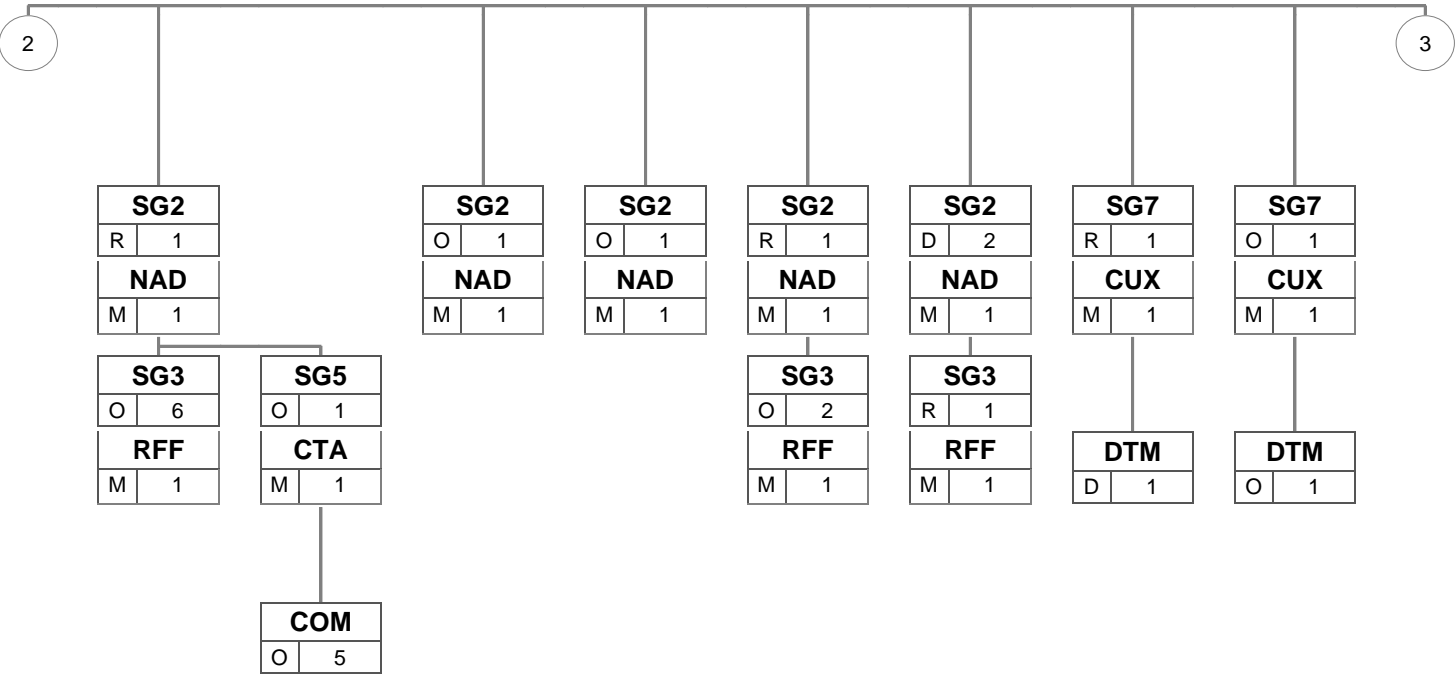 2 3
SG2 SG2 SG2 SG2 SG2 SG7 SG7
R 1 O 1 O 1 R 1 D 2 R 1 O 1
NAD NAD NAD NAD NAD CUX CUX
M 1 M 1 M 1 M 1 M 1 M 1 M 1
SG3 SG5 SG3 SG3
O 6 O 1 O 2 R 1
RFF CTA RFF RFF DTM DTM
M 1 M 1 M 1 M 1 D 1 O 1
COM
O 5